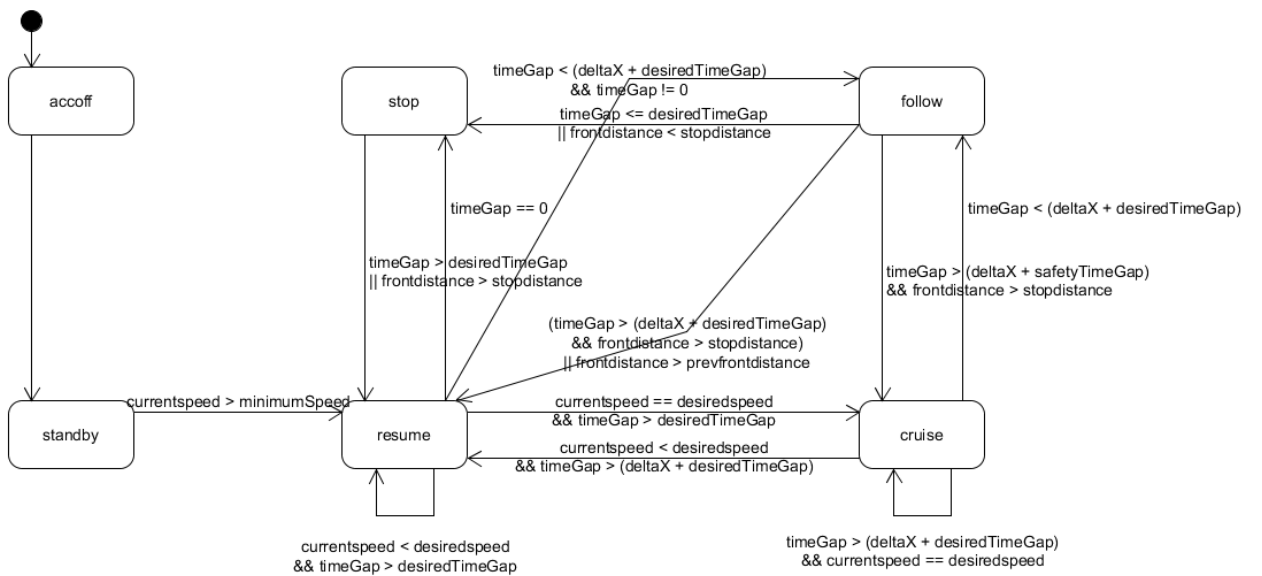 accoff
stop
timeGap < (deltaX + desiredTimeGap)
&& timeGap != 0
timeGap <= desiredTimeGap
|| frontdistance < stopdistance
follow
timeGap == 0
timeGap < (deltaX + desiredTimeGap)
timeGap > desiredTimeGap
|| frontdistance > stopdistance
timeGap > (deltaX + safetyTimeGap)
&& frontdistance > stopdistance
(timeGap > (deltaX + desiredTimeGap)
&& frontdistance > stopdistance)
|| frontdistance > prevfrontdistance
standby
currentspeed > minimumSpeed
resume
currentspeed == desiredspeed
&& timeGap > desiredTimeGap
currentspeed < desiredspeed
&& timeGap > (deltaX + desiredTimeGap)
cruise
currentspeed < desiredspeed
&& timeGap > desiredTimeGap
timeGap > (deltaX + desiredTimeGap)
&& currentspeed == desiredspeed